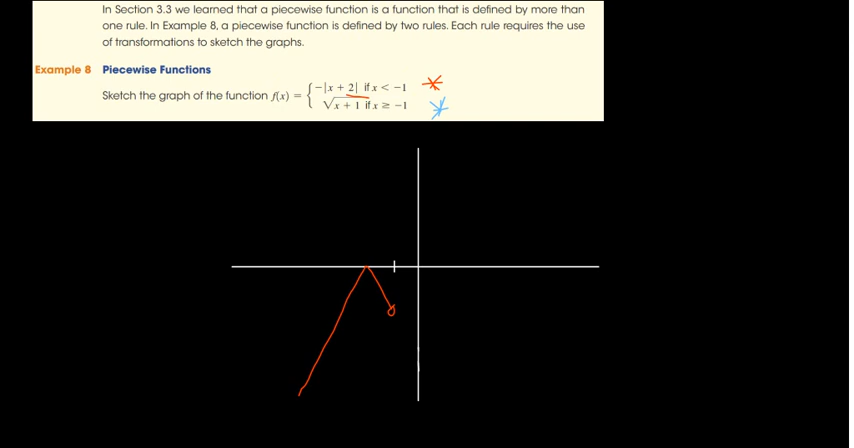 In Section 3.3 we learned that a piecewise function is a function that is defined by more than
one rule. In Example 8, a piecewise function is defined by two rules. Each rule requires the use
of transformations to sketch the graphs.
Example 8 Piecewise Functions
Sketch the graph of the function f(x) = { −|x + 2| if x < −1
√x + 1 if x ≥ −1